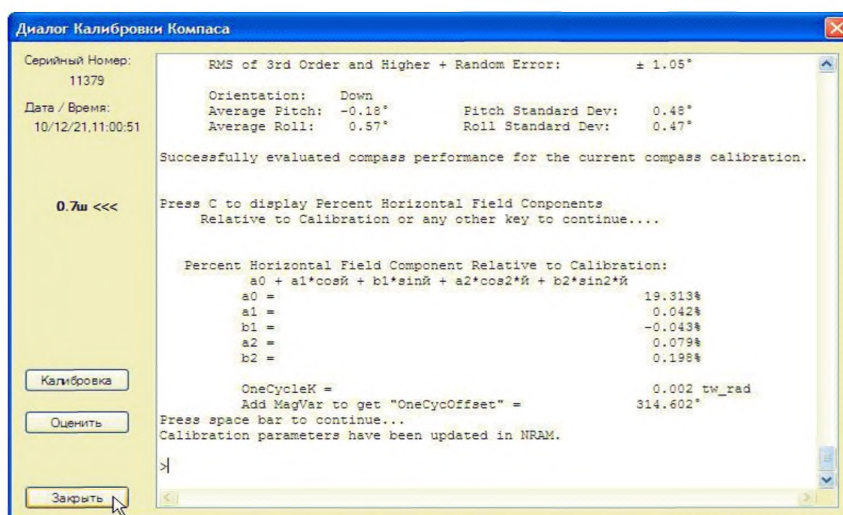 Диалог Калибровки Компаса
Серийный Номер:
11379
Дата / Время:
10/12/21,11:00:51
0.7ш <<<
Калибровка
Оценить
Закрыть
RMS of 3rd Order and Higher + Random Error: ± 1.05°
Orientation: Down
Average Pitch: -0.18° Pitch Standard Dev: 0.48°
Average Roll: 0.57° Roll Standard Dev: 0.47°
Successfully evaluated compass performance for the current compass calibration.
Press C to display Percent Horizontal Field Conponents
Relative to Calibration or any other key to continue....
Percent Horizontal Field Component Relative to Calibration:
a0 + a1*cosй + b1*sinй + a2*cos2*й + b2*sin2*й
a0 = 19.313%
a1 = 0.042%
b1 = -0.043%
a2 = 0.079%
b2 = 0.198%
OneCycleK = 0.002 tw_rad
Add MagVar to get "OneCycOffset" = 314.602°
Press space bar to continue...
Calibration parameters have been updated in NRAM.
>